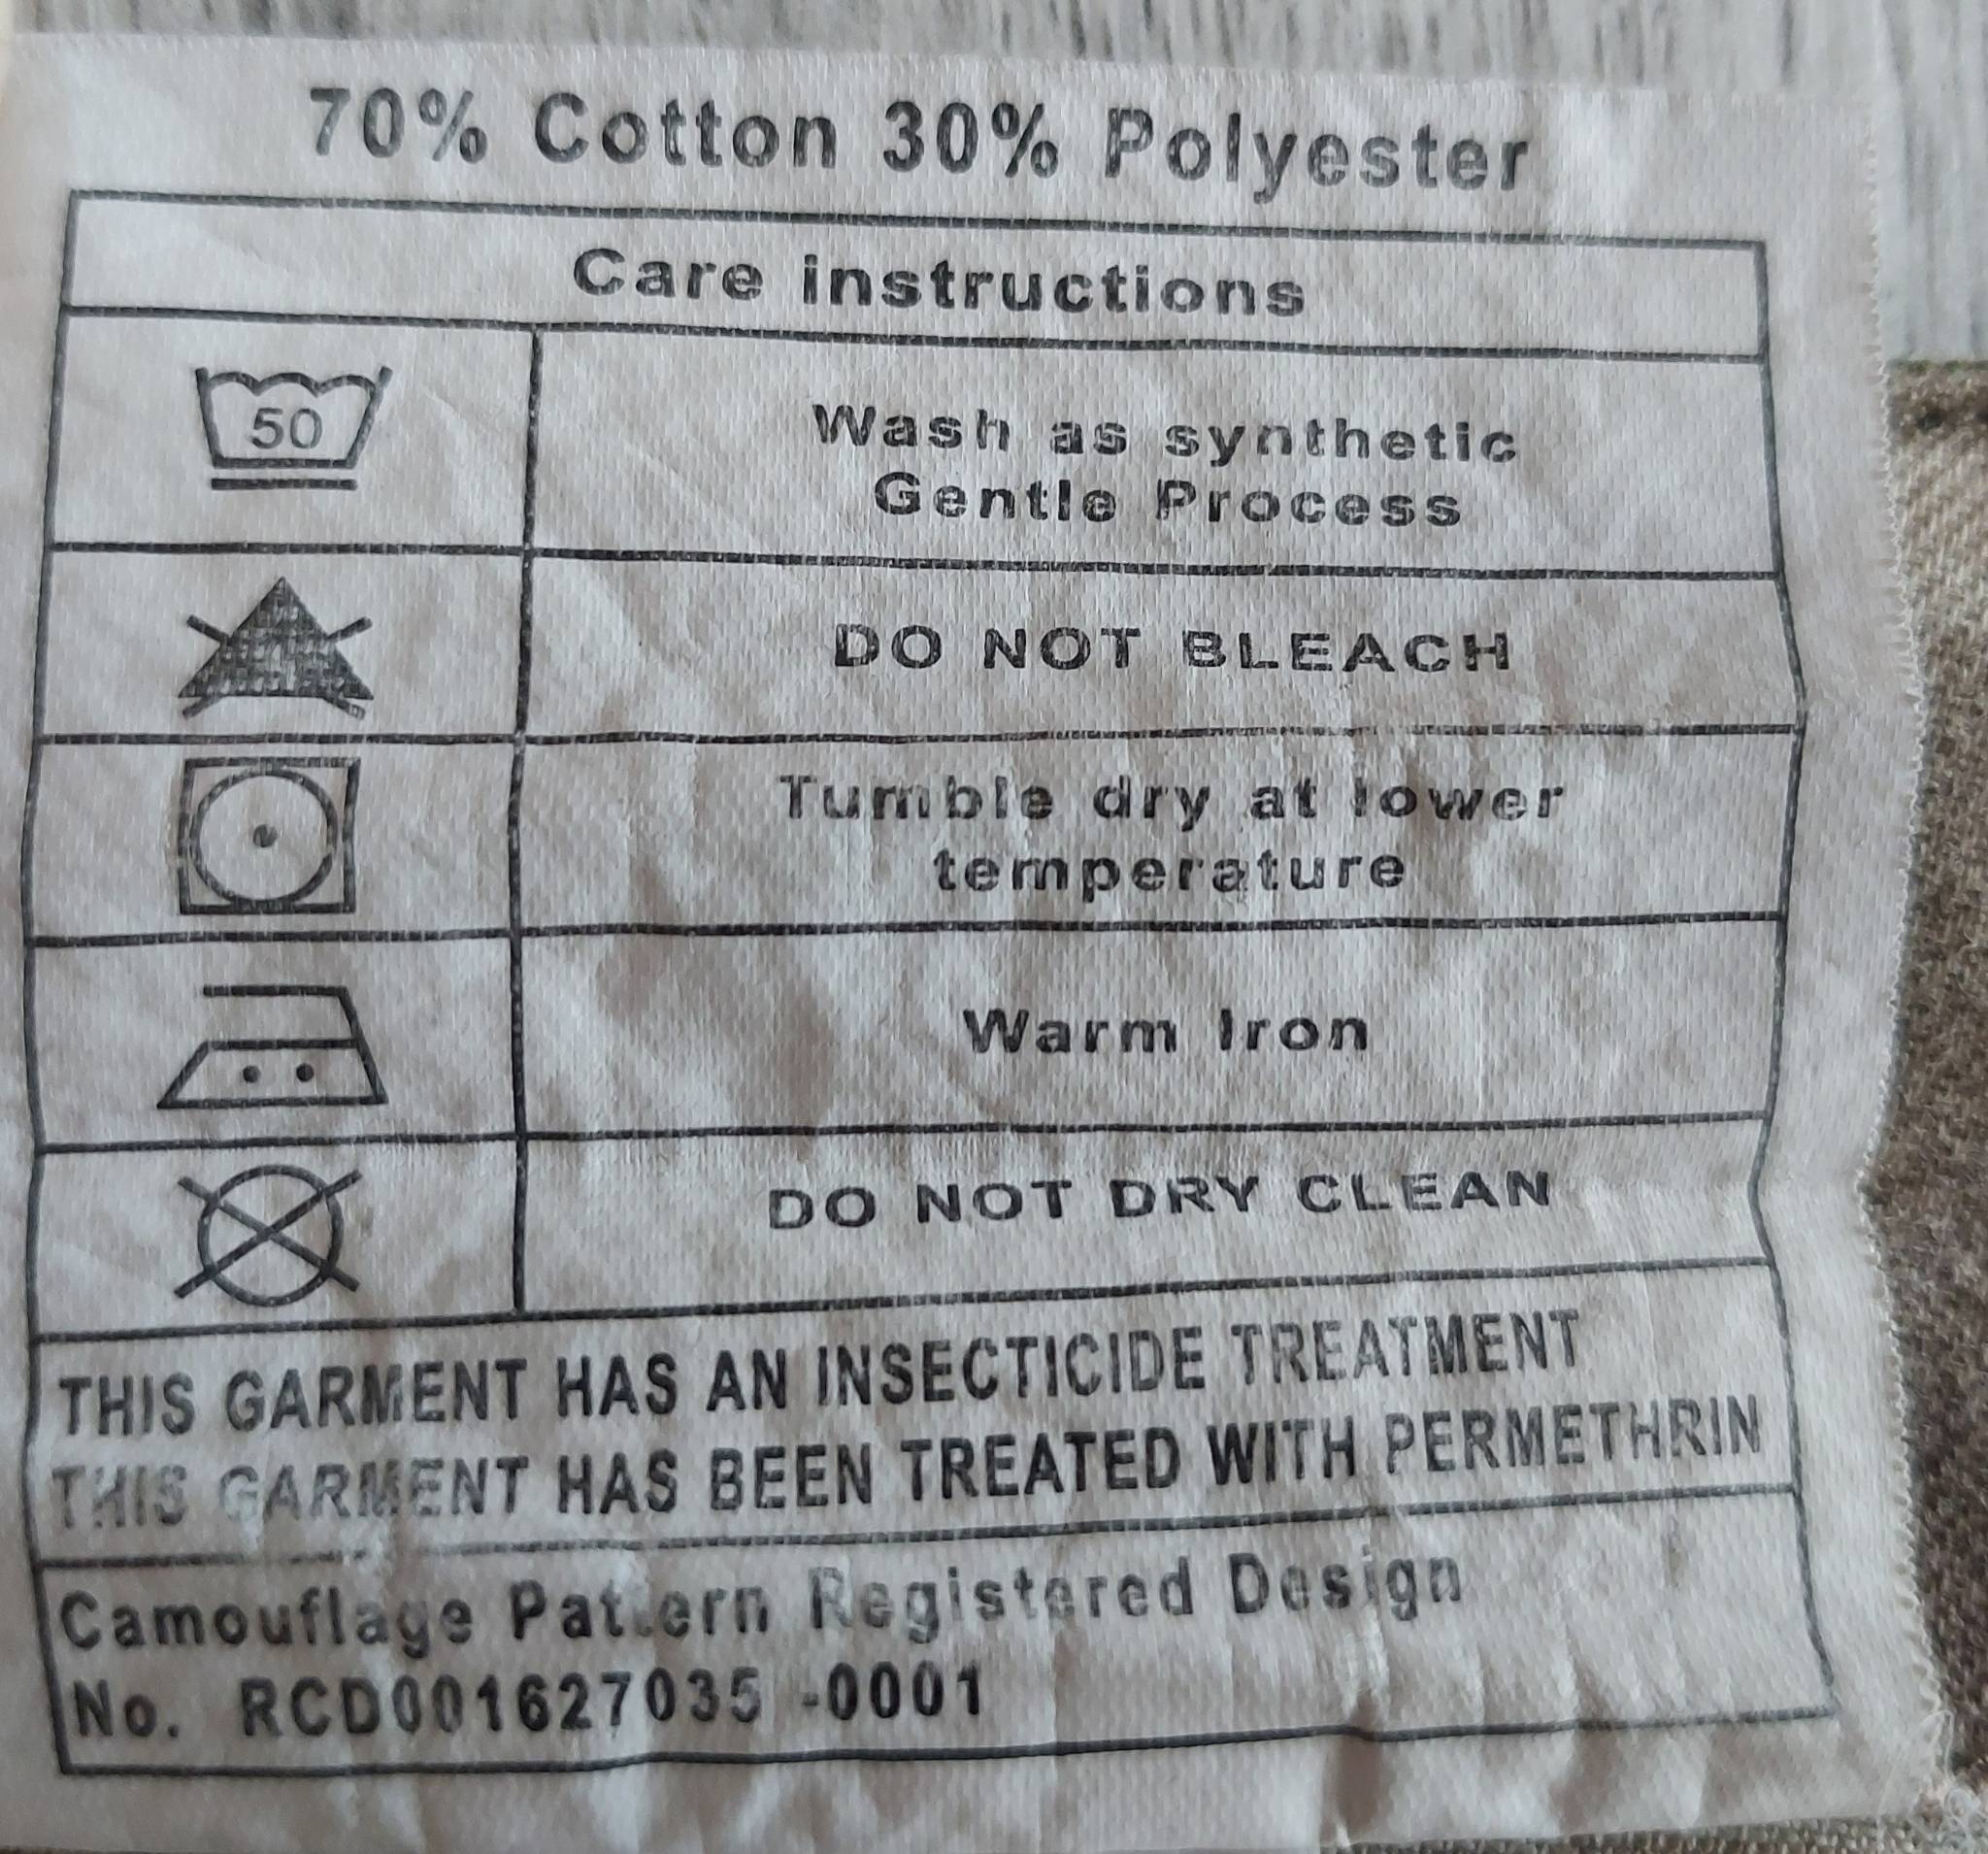 70% Cotton 30% Polyester
Care instructions
50
Wash as synthetic
Gentle Process
DO NOT BLEACH
Tumble dry at lower
temperature
Warm Iron
DO NOT DRY CLEAN
THIS GARMENT HAS AN INSECTICIDE TREATMENT
THIS GARMENT HAS BEEN TREATED WITH PERMETHRIN
Camouflage Pattern Registered Design
No. RCD001627035 -0001